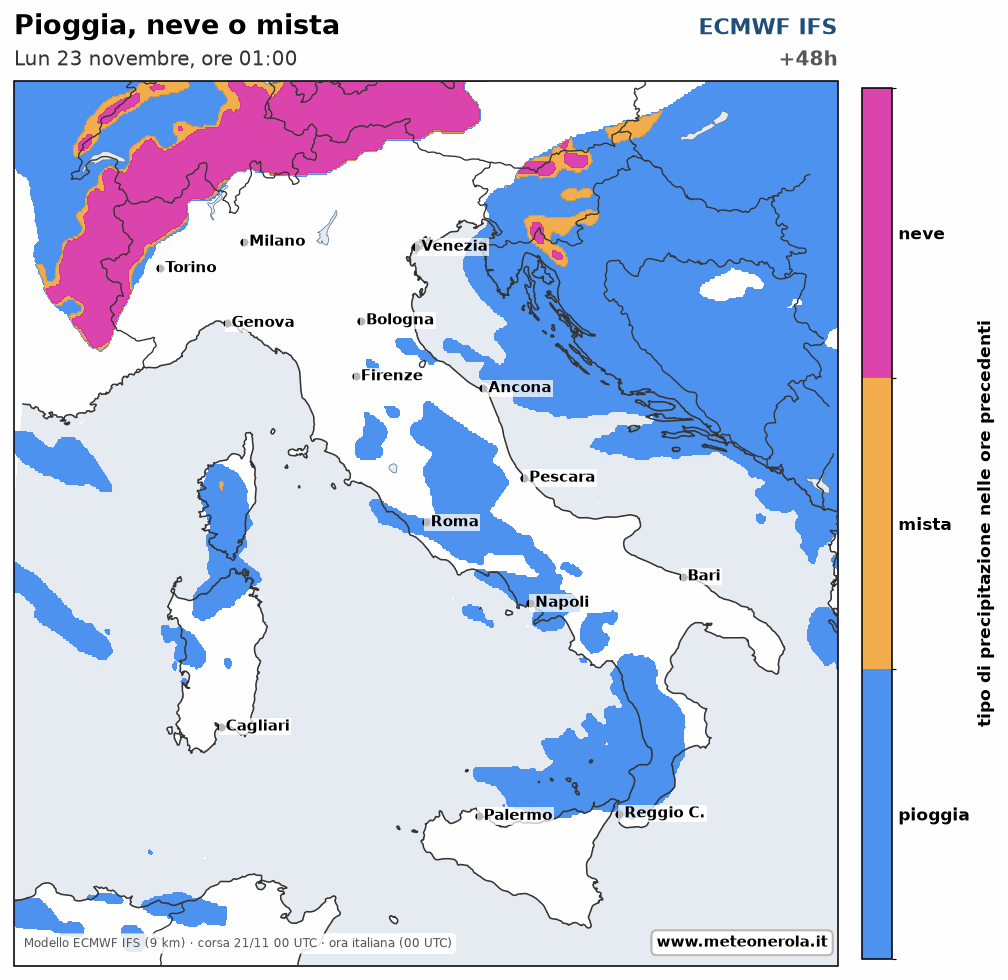 Pioggia, neve o mista
ECMWF IFS
Lun 23 novembre, ore 01:00
+48h
neve
Milano
Venezia
Torino
Genova
Bologna
Firenze
Ancona
Pescara
mista
Roma
Bari
Napoli
Cagliari
Palermo
Reggio C.
pioggia
tipo di precipitazione nelle ore precedenti
Modello ECMWF IFS (9 km) · corsa 21/11 00 UTC · ora italiana (00 UTC)
www.meteonerola.it